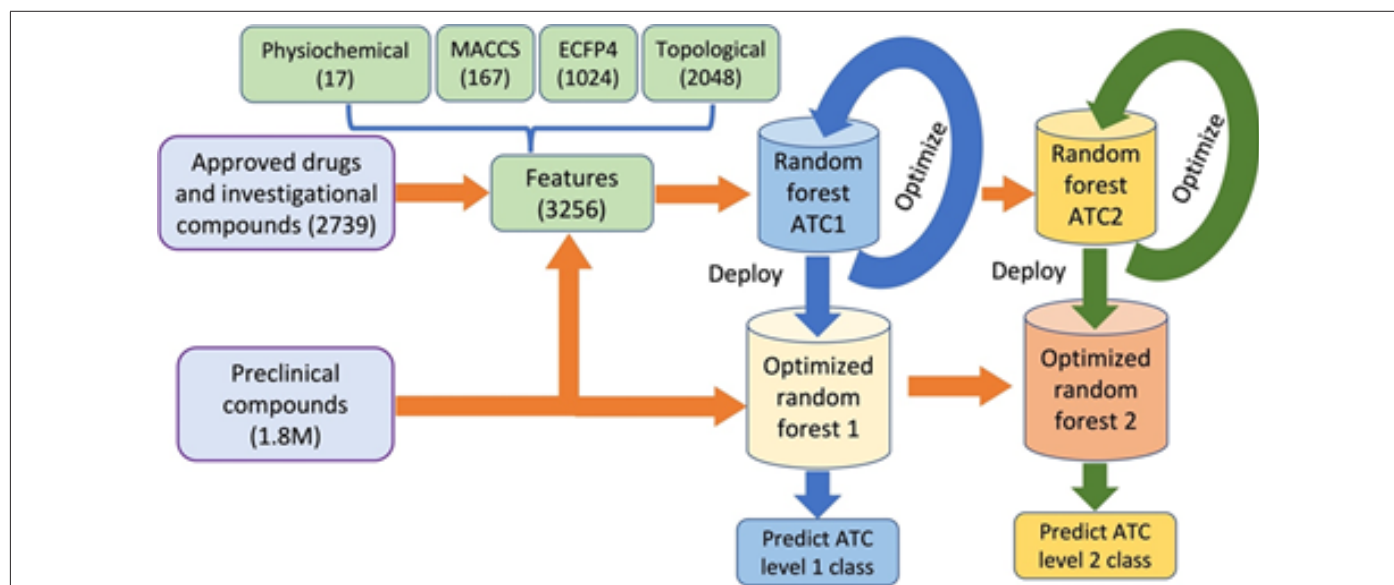 Physiochemical
(17)
MACCS
(167)
ECFP4
(1024)
Topological
(2048)
Approved drugs
and investigational
compounds (2739)
Features
(3256)
Random
forest
ATC1
Optimize
Random
forest
ATC2
Optimize
Deploy
Deploy
Preclinical
compounds
(1.8M)
Optimized
random
forest 1
Optimized
random
forest 2
Predict ATC
level 1 class
Predict ATC
level 2 class